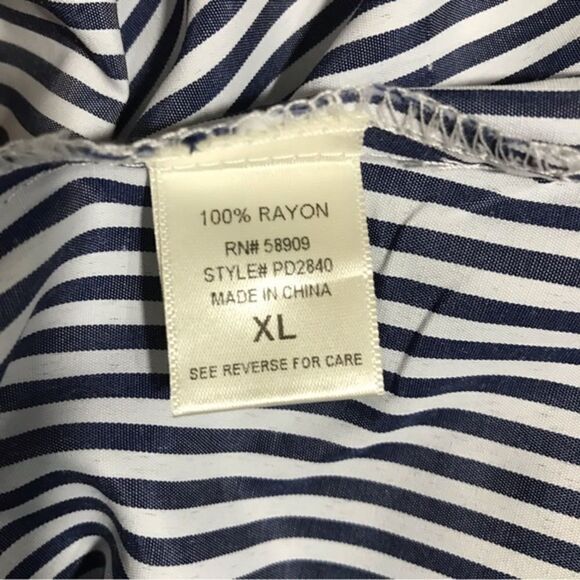 100% RAYON
RN# 58909
STYLE# PD2840
MADE IN CHINA
XL
SEE REVERSE FOR CARE